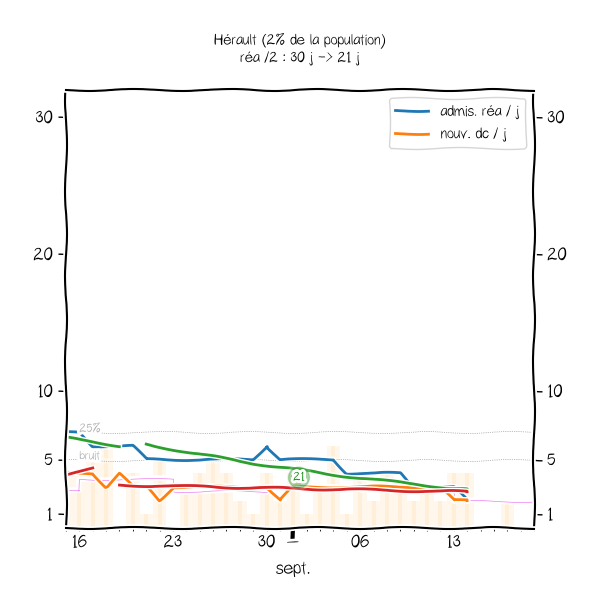 Hérault (2% de la population)
réa /2 : 30 j -> 21 j
admis. réa / j
nouv. dc / j
30
30
20
20
10
10
25%
5
bruit
5
21
1
1
16
23
30
06
13
sept.